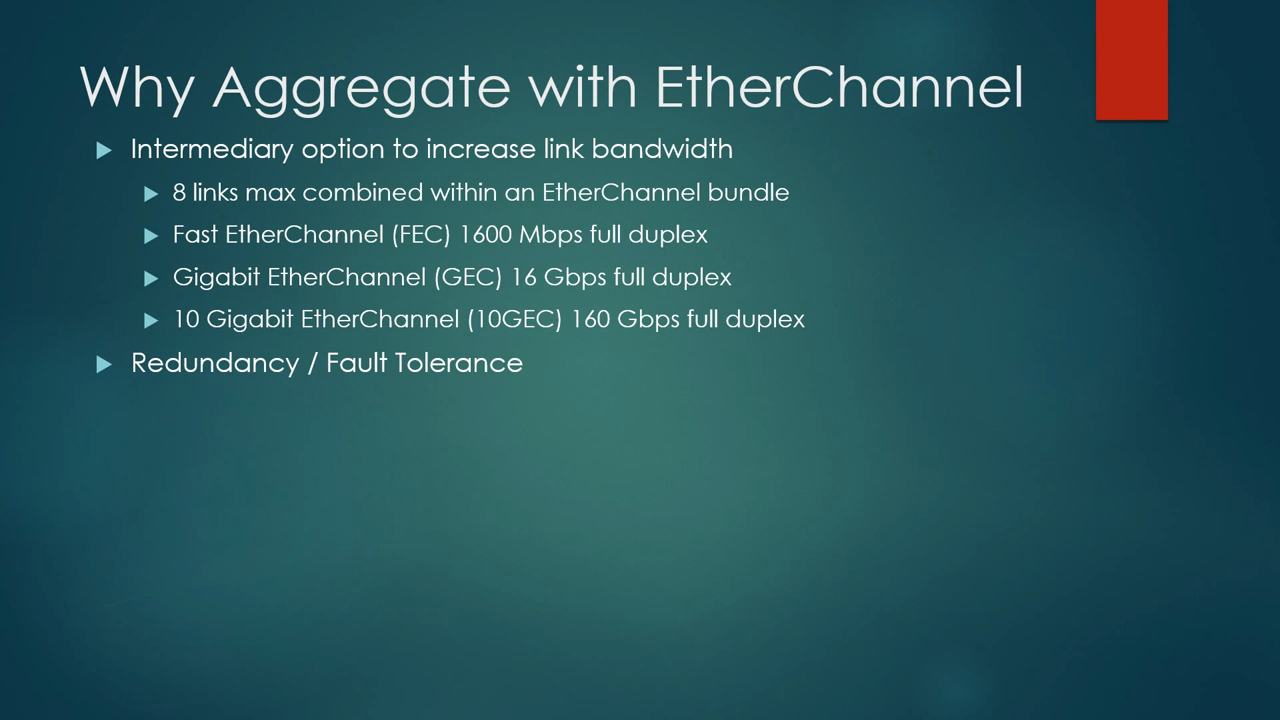 Why Aggregate with EtherChannel
Intermediary option to increase link bandwidth
8 links max combined within an EtherChannel bundle
Fast EtherChannel (FEC) 1600 Mbps full duplex
Gigabit EtherChannel (GEC) 16 Gbps full duplex
10 Gigabit EtherChannel (10GEC) 160 Gbps full duplex
Redundancy / Fault Tolerance